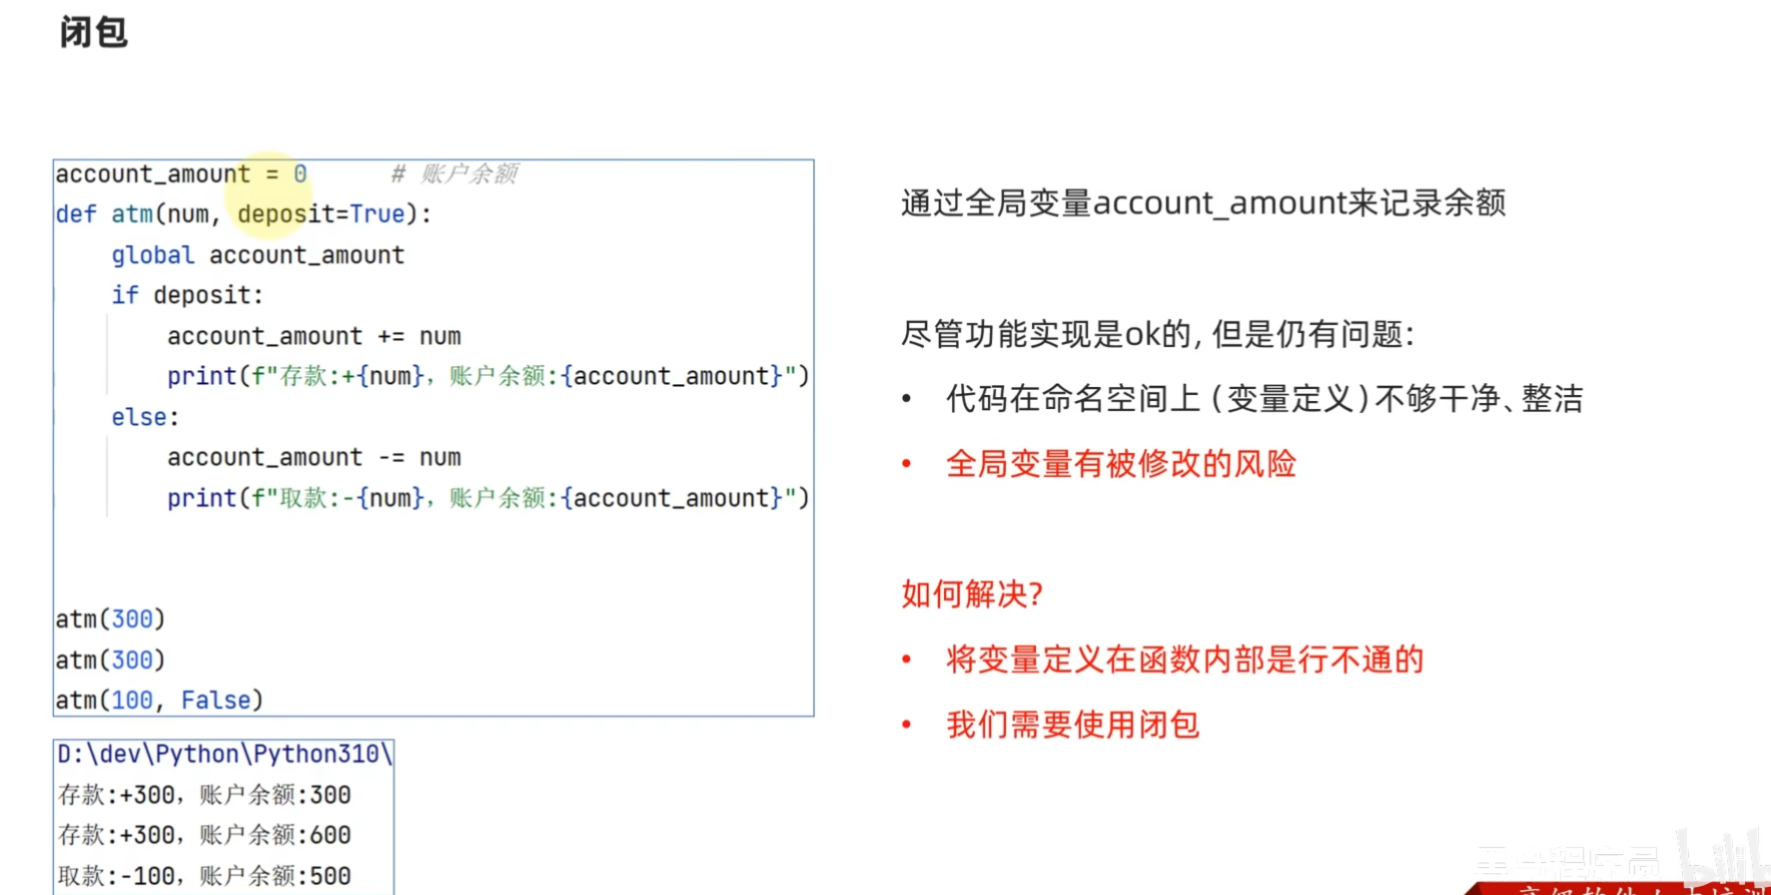 闭包
account_amount = 0      # 账户余额
def atm(num, deposit=True):
    global account_amount
    if deposit:
        account_amount += num
        print(f"存款:+{num}, 账户余额:{account_amount}")
    else:
        account_amount -= num
        print(f"取款:-{num}, 账户余额:{account_amount}")
atm(300)
atm(300)
atm(100, False)
D:\dev\Python\Python310\
存款:+300, 账户余额:300
存款:+300, 账户余额:600
取款:-100, 账户余额:500
通过全局变量account_amount来记录余额
尽管功能实现是ok的, 但是仍有问题:
• 代码在命名空间上(变量定义)不够干净、整洁
• 全局变量有被修改的风险
如何解决?
• 将变量定义在函数内部是行不通的
• 我们需要使用闭包